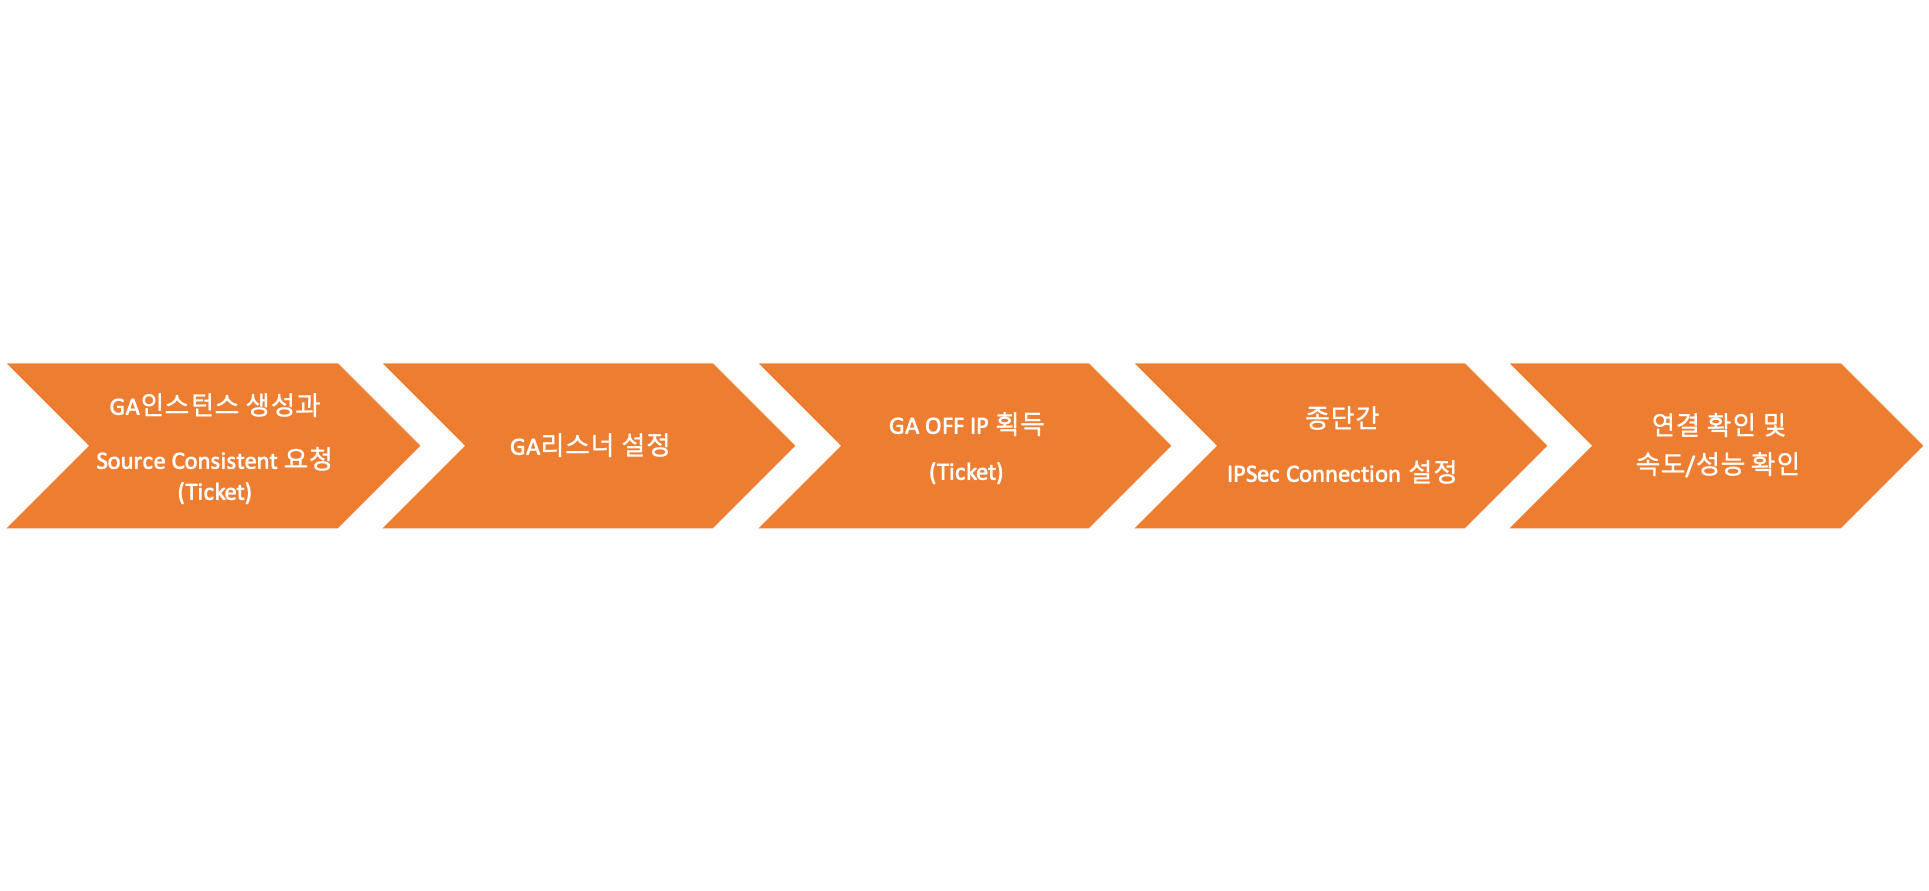 GA인스턴스 생성과
Source Consistent 요청
(Ticket)
GA리스너 설정
GA OFF IP 획득
(Ticket)
종단간
IPSec Connection 설정
연결 확인 및
속도/성능 확인